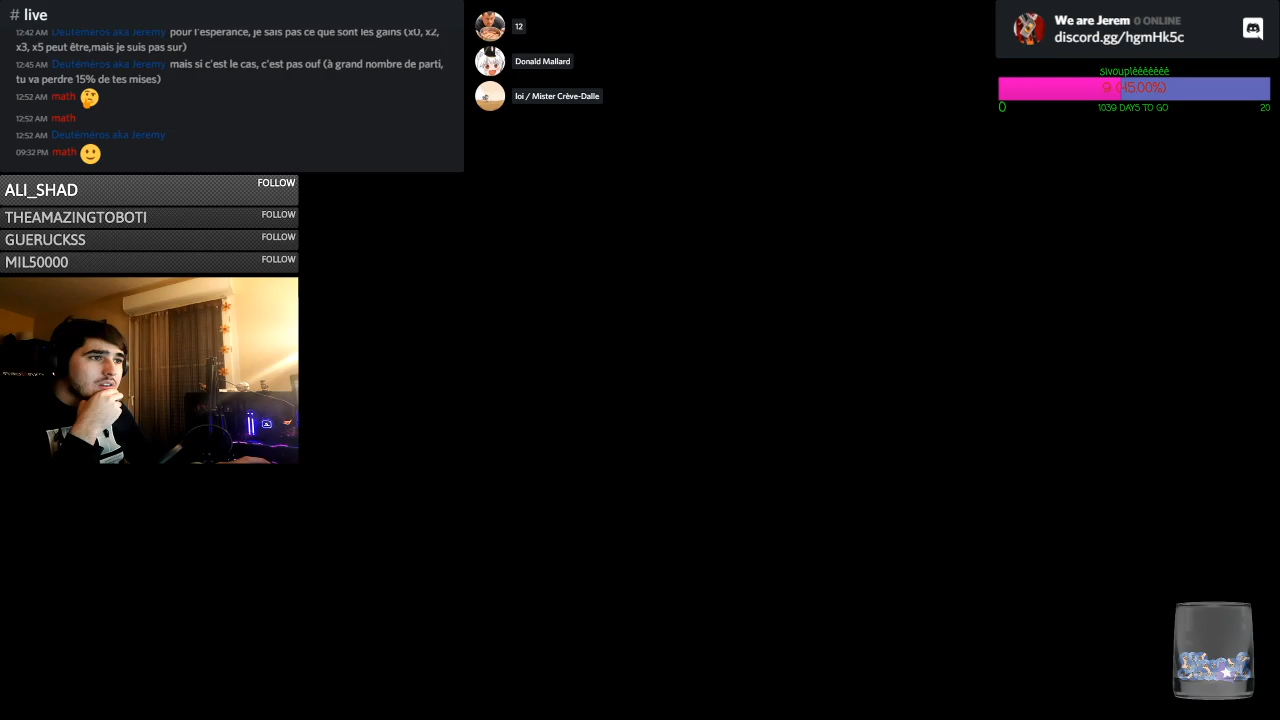 # live
12:42 AM Deutéméros aka Jeremy pour l'esperance, je sais pas ce que sont les gains (x0, x2,
x3, x5 peut être,mais je suis pas sur)
12:45 AM Deutéméros aka Jeremy mais si c'est le cas, c'est pas ouf (à grand nombre de parti,
tu va perdre 15% de tes mises)
12:52 AM math 🤔
12:52 AM math
12:52 AM Deutéméros aka Jeremy
09:32 PM math 🙂
ALI_SHAD FOLLOW
THEAMAZINGTOBOTI FOLLOW
GUERUCKSS FOLLOW
MIL50000 FOLLOW
12
Donald Mallard
loi / Mister Crève-Dalle
We are Jerem 0 ONLINE
discord.gg/hgmHk5c
sivouplééééééé
9 (45.00%)
0 1039 DAYS TO GO 20